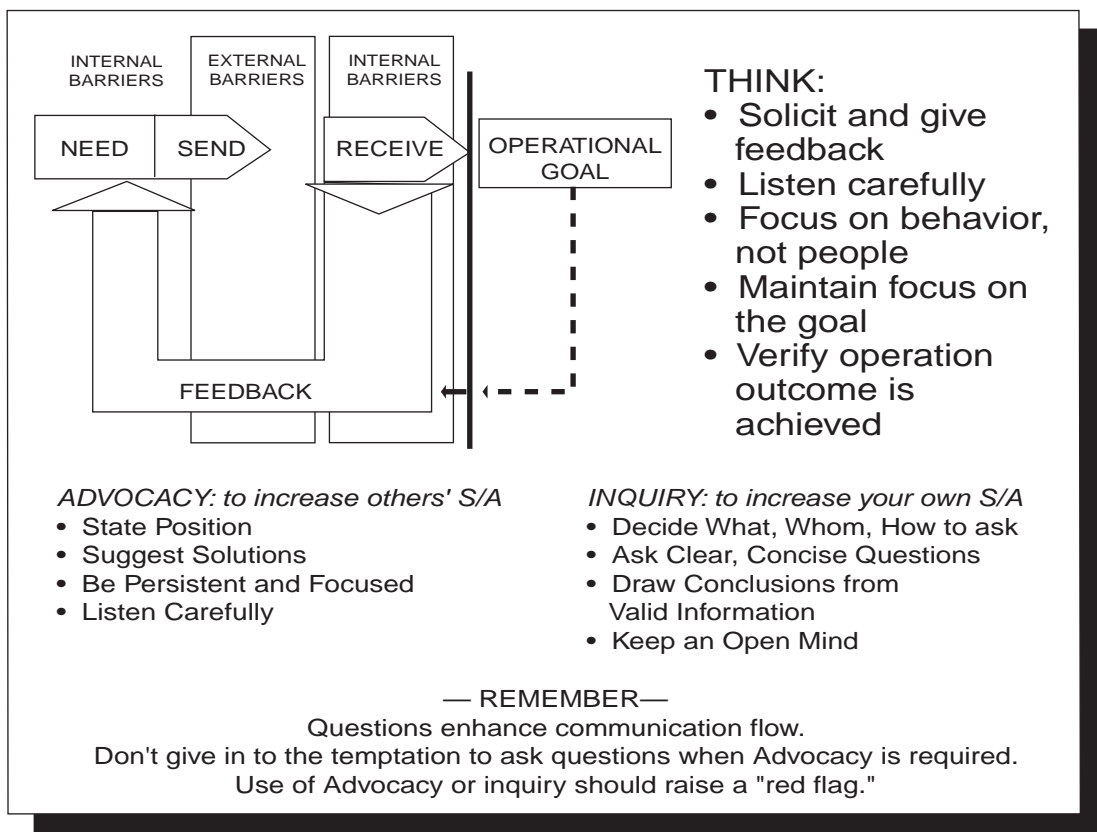 INTERNAL
BARRIERS
EXTERNAL
BARRIERS
INTERNAL
BARRIERS
NEED
SEND
RECEIVE
OPERATIONAL
GOAL
FEEDBACK
THINK:
• Solicit and give
feedback
• Listen carefully
• Focus on behavior,
not people
• Maintain focus on
the goal
• Verify operation
outcome is
achieved
ADVOCACY: to increase others' S/A
• State Position
• Suggest Solutions
• Be Persistent and Focused
• Listen Carefully
INQUIRY: to increase your own S/A
• Decide What, Whom, How to ask
• Ask Clear, Concise Questions
• Draw Conclusions from
Valid Information
• Keep an Open Mind
— REMEMBER—
Questions enhance communication flow.
Don't give in to the temptation to ask questions when Advocacy is required.
Use of Advocacy or inquiry should raise a "red flag."